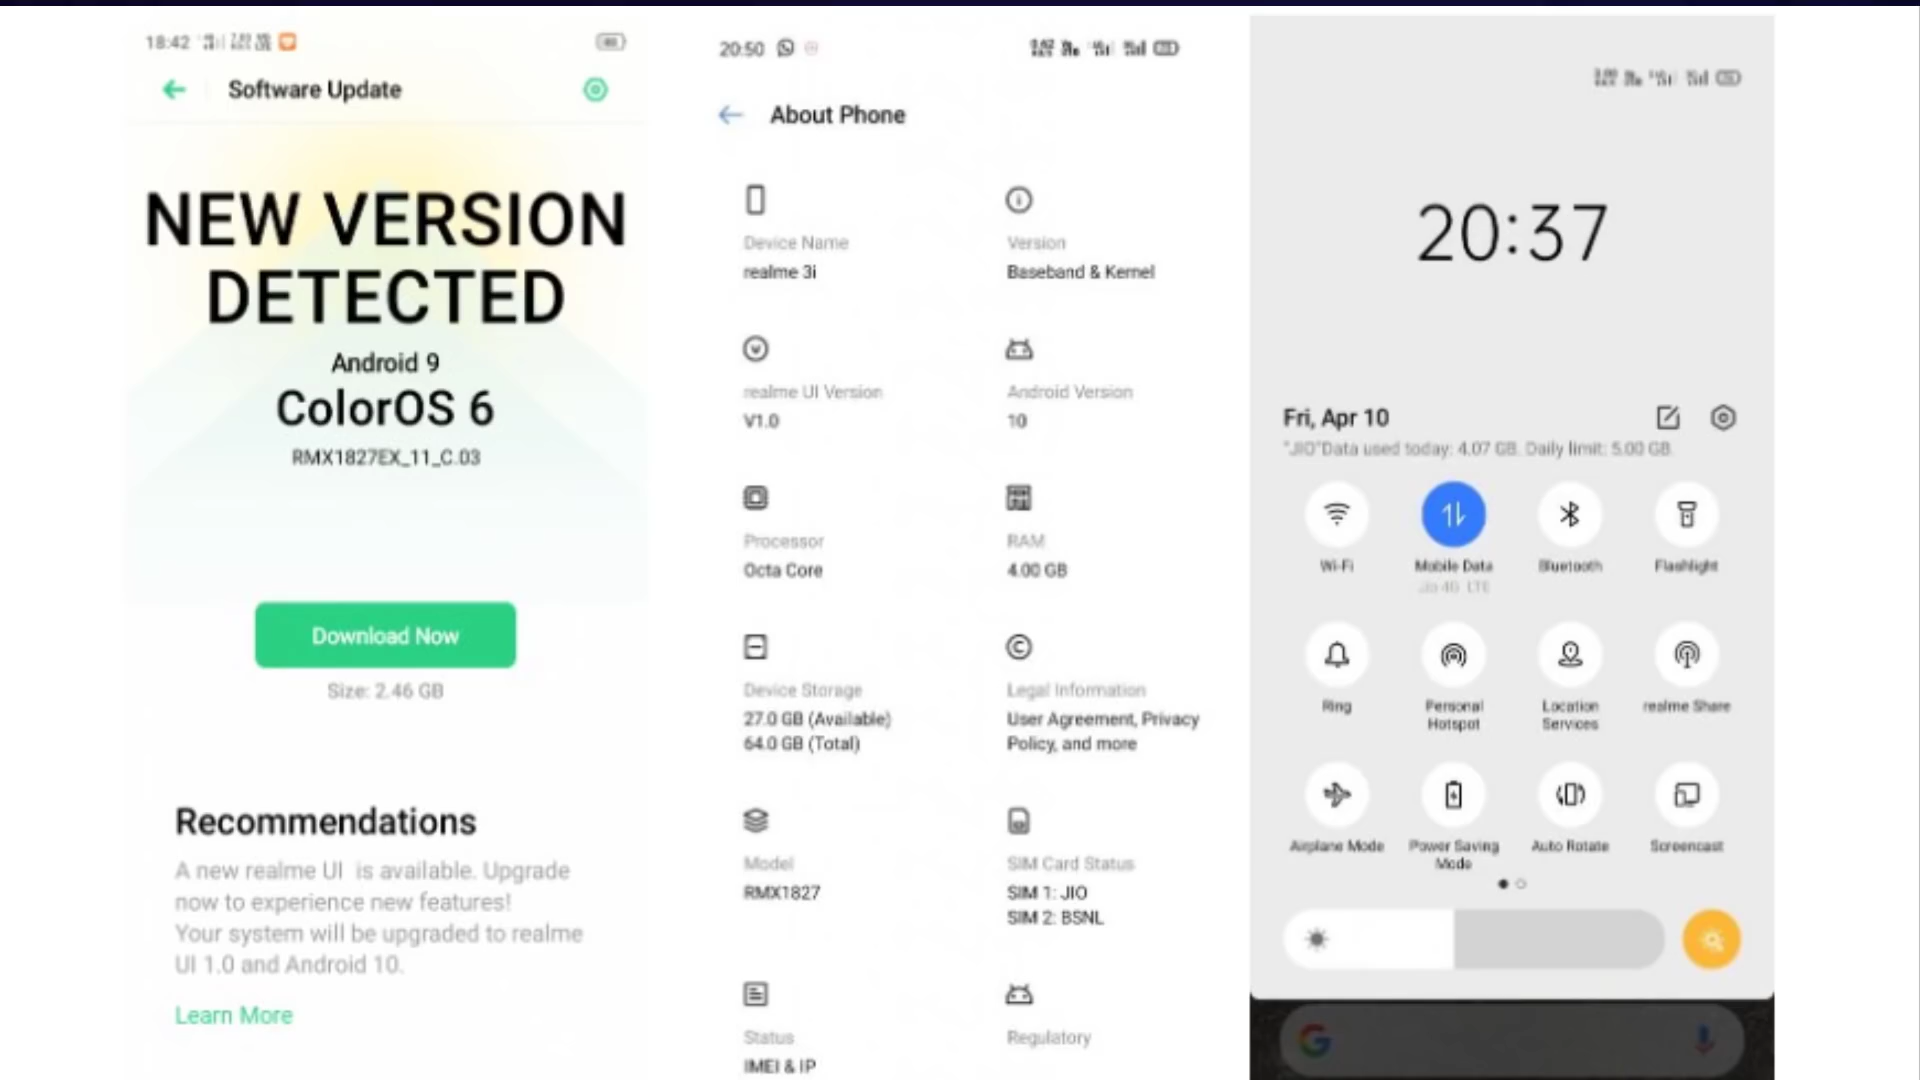 18:42
Software Update
NEW VERSION
DETECTED
Android 9
ColorOS 6
RMX1827EX_11_C.03
Download Now
Size: 2.46 GB
Recommendations
A new realme UI is available. Upgrade
now to experience new features!
Your system will be upgraded to realme
UI 1.0 and Android 10.
Learn More
20:50
About Phone
Device Name
realme 3i
Version
Baseband & Kernel
realme UI Version
V1.0
Android Version
10
Processor
Octa Core
RAM
4.00 GB
Device Storage
27.0 GB (Available)
64.0 GB (Total)
Legal Information
User Agreement, Privacy
Policy, and more
Model
RMX1827
SIM Card Status
SIM 1: JIO
SIM 2: BSNL
Status
IMEI & IP
Regulatory
20:37
Fri, Apr 10
"JIO"Data used today: 4.07 GB. Daily limit: 5.00 GB.
Wi-Fi
Mobile Data
Jio 4G LTE
Bluetooth
Flashlight
Ring
Personal
Hotspot
Location
Services
realme Share
Airplane Mode
Power Saving
Mode
Auto Rotate
Screencast